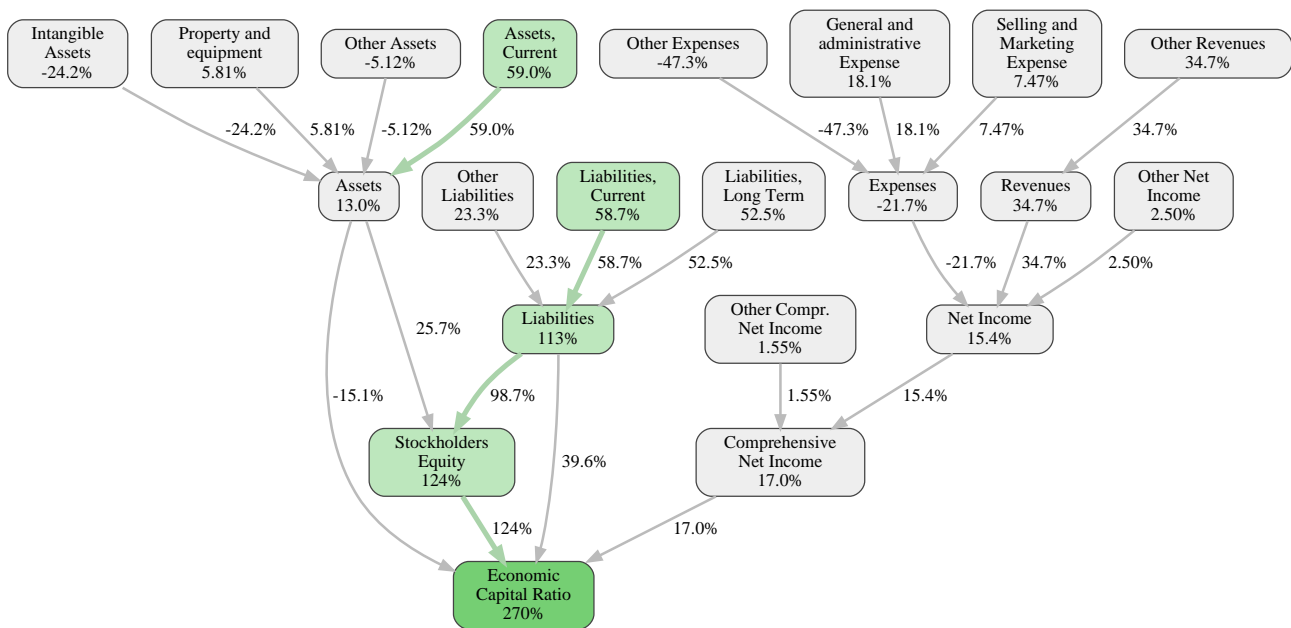 Intangible
Assets
-24.2%
Property and
equipment
5.81%
Other Assets
-5.12%
Assets,
Current
59.0%
Other Expenses
-47.3%
General and
administrative
Expense
18.1%
Selling and
Marketing
Expense
7.47%
Other Revenues
34.7%
-24.2%
5.81%
-5.12%
59.0%
-47.3%
18.1%
7.47%
34.7%
Assets
13.0%
Other
Liabilities
23.3%
Liabilities,
Current
58.7%
Liabilities,
Long Term
52.5%
Expenses
-21.7%
Revenues
34.7%
Other Net
Income
2.50%
23.3%
58.7%
52.5%
-21.7%
34.7%
2.50%
25.7%
Liabilities
113%
Other Compr.
Net Income
1.55%
Net Income
15.4%
-15.1%
98.7%
1.55%
15.4%
Stockholders
Equity
124%
39.6%
Comprehensive
Net Income
17.0%
124%
17.0%
Economic
Capital Ratio
270%